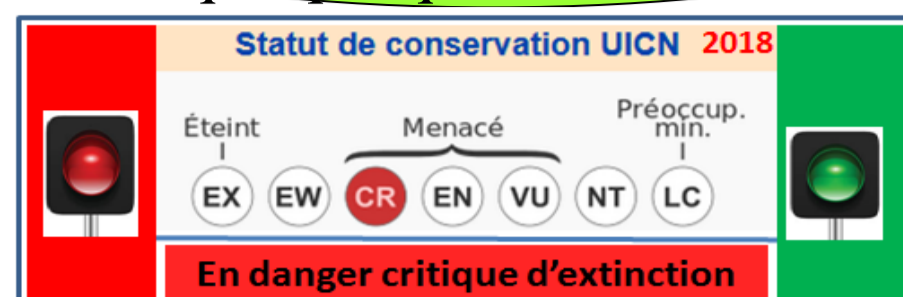 Statut de conservation UICN 2018
Éteint Menacé Préoccup. min.
EX EW CR EN VU NT LC
En danger critique d’extinction